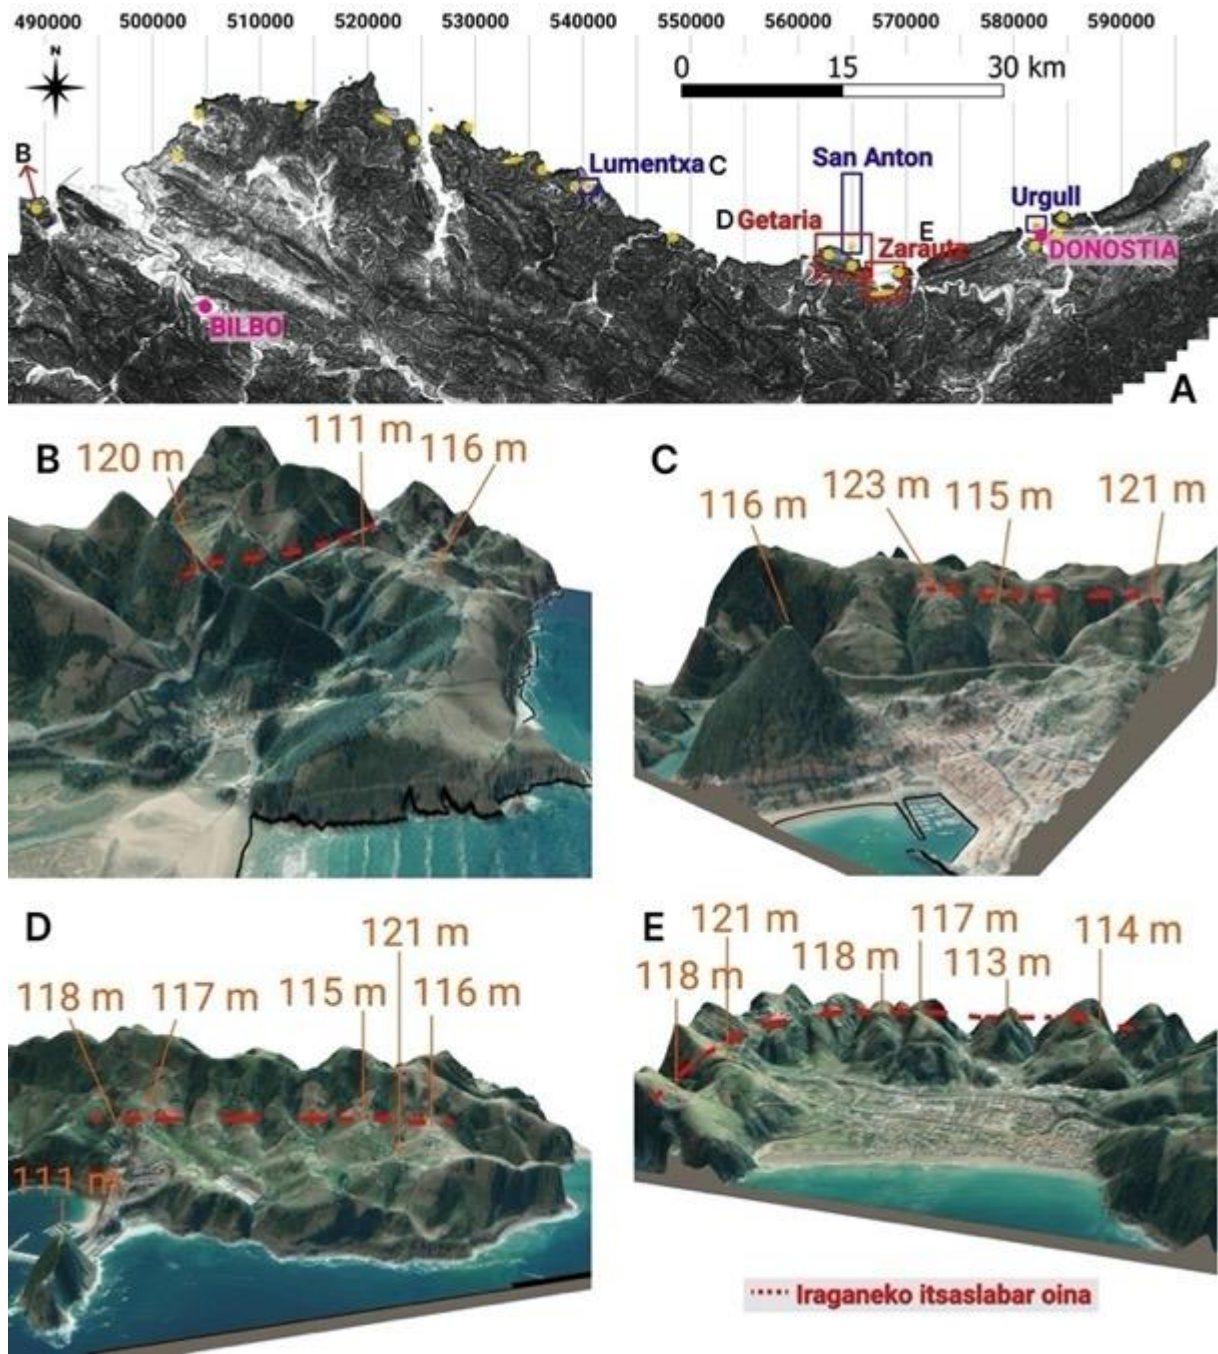 490000 500000 510000 520000 530000 540000 550000 560000 570000 580000 590000
N
0 15 30 km
B
Lumentxa C
San Anton
Urgull
D Getaria
E
Zarautz
DONOSTIA
BILBO
A
B
120 m
111 m
116 m
C
116 m
123 m
115 m
121 m
D
121 m
118 m
117 m
115 m
116 m
111 m
E
121 m
117 m
114 m
118 m
118 m
113 m
Iraganeko itsaslabar oina